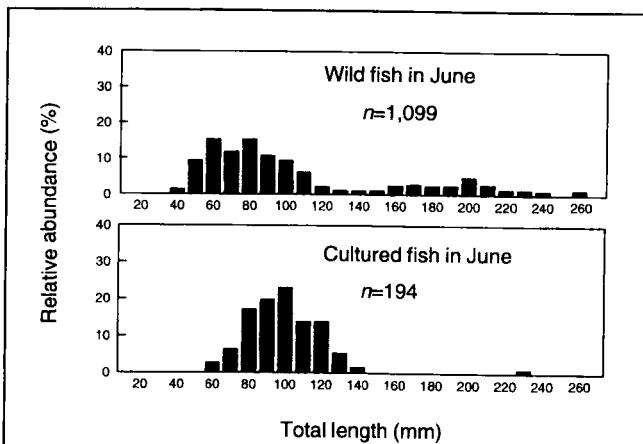 Relative abundance (%)
40
30
20
10
0
Wild fish in June
n=1,099
20 40 60 80 100 120 140 160 180 200 220 240 260
40
30
20
10
0
Cultured fish in June
n=194
20 40 60 80 100 120 140 160 180 200 220 240 260
Total length (mm)